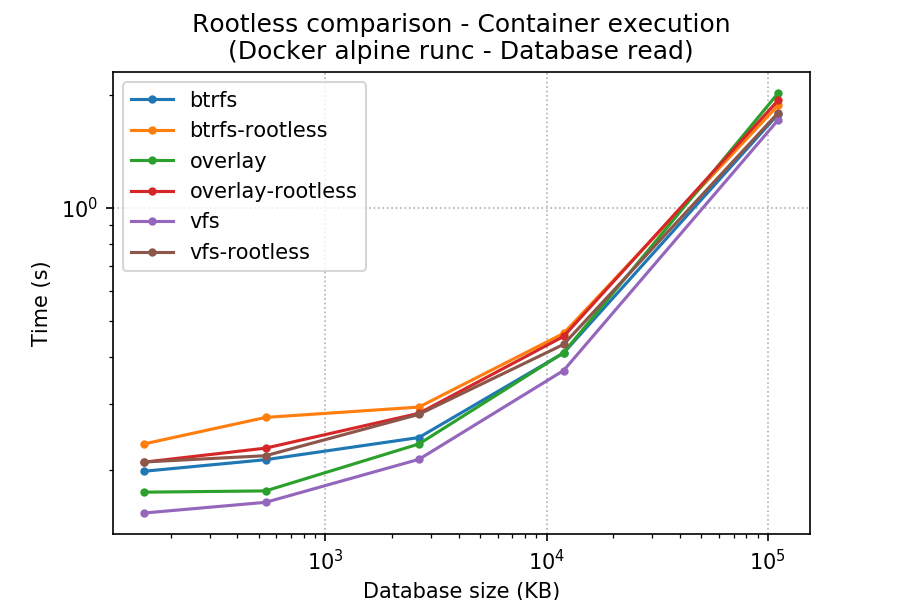 Rootless comparison - Container execution
(Docker alpine runc - Database read)
btrfs
btrfs-rootless
overlay
overlay-rootless
vfs
vfs-rootless
10⁰
Time (s)
10³ 10⁴ 10⁵
Database size (KB)